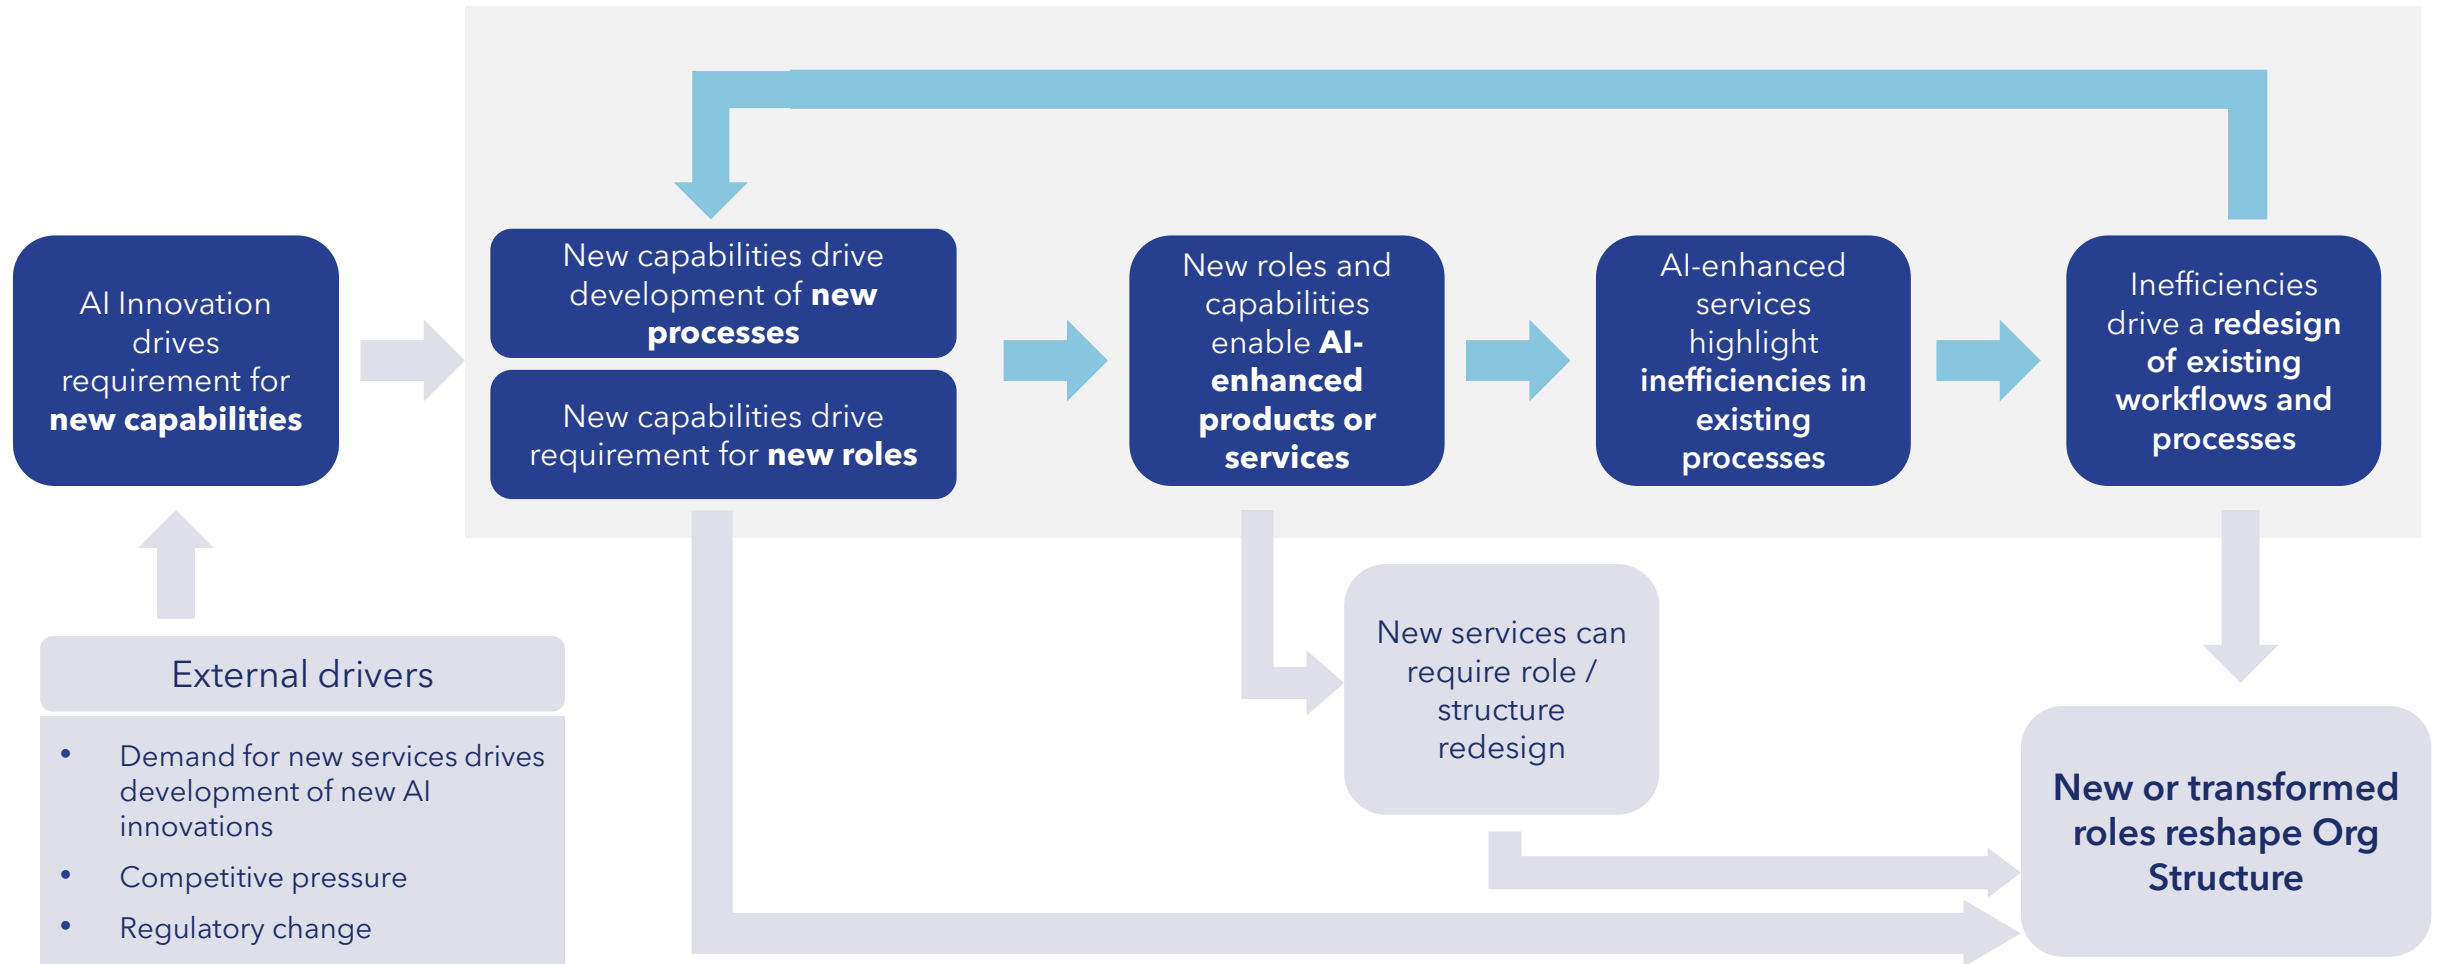 AI Innovation
drives
requirement for
new capabilities
New capabilities drive
development of new
processes
New capabilities drive
requirement for new roles
New roles and
capabilities
enable AI-
enhanced
products or
services
AI-enhanced
services
highlight
inefficiencies in
existing
processes
Inefficiencies
drive a redesign
of existing
workflows and
processes
External drivers
• Demand for new services drives
development of new AI
innovations
• Competitive pressure
• Regulatory change
New services can
require role /
structure
redesign
New or transformed
roles reshape Org
Structure